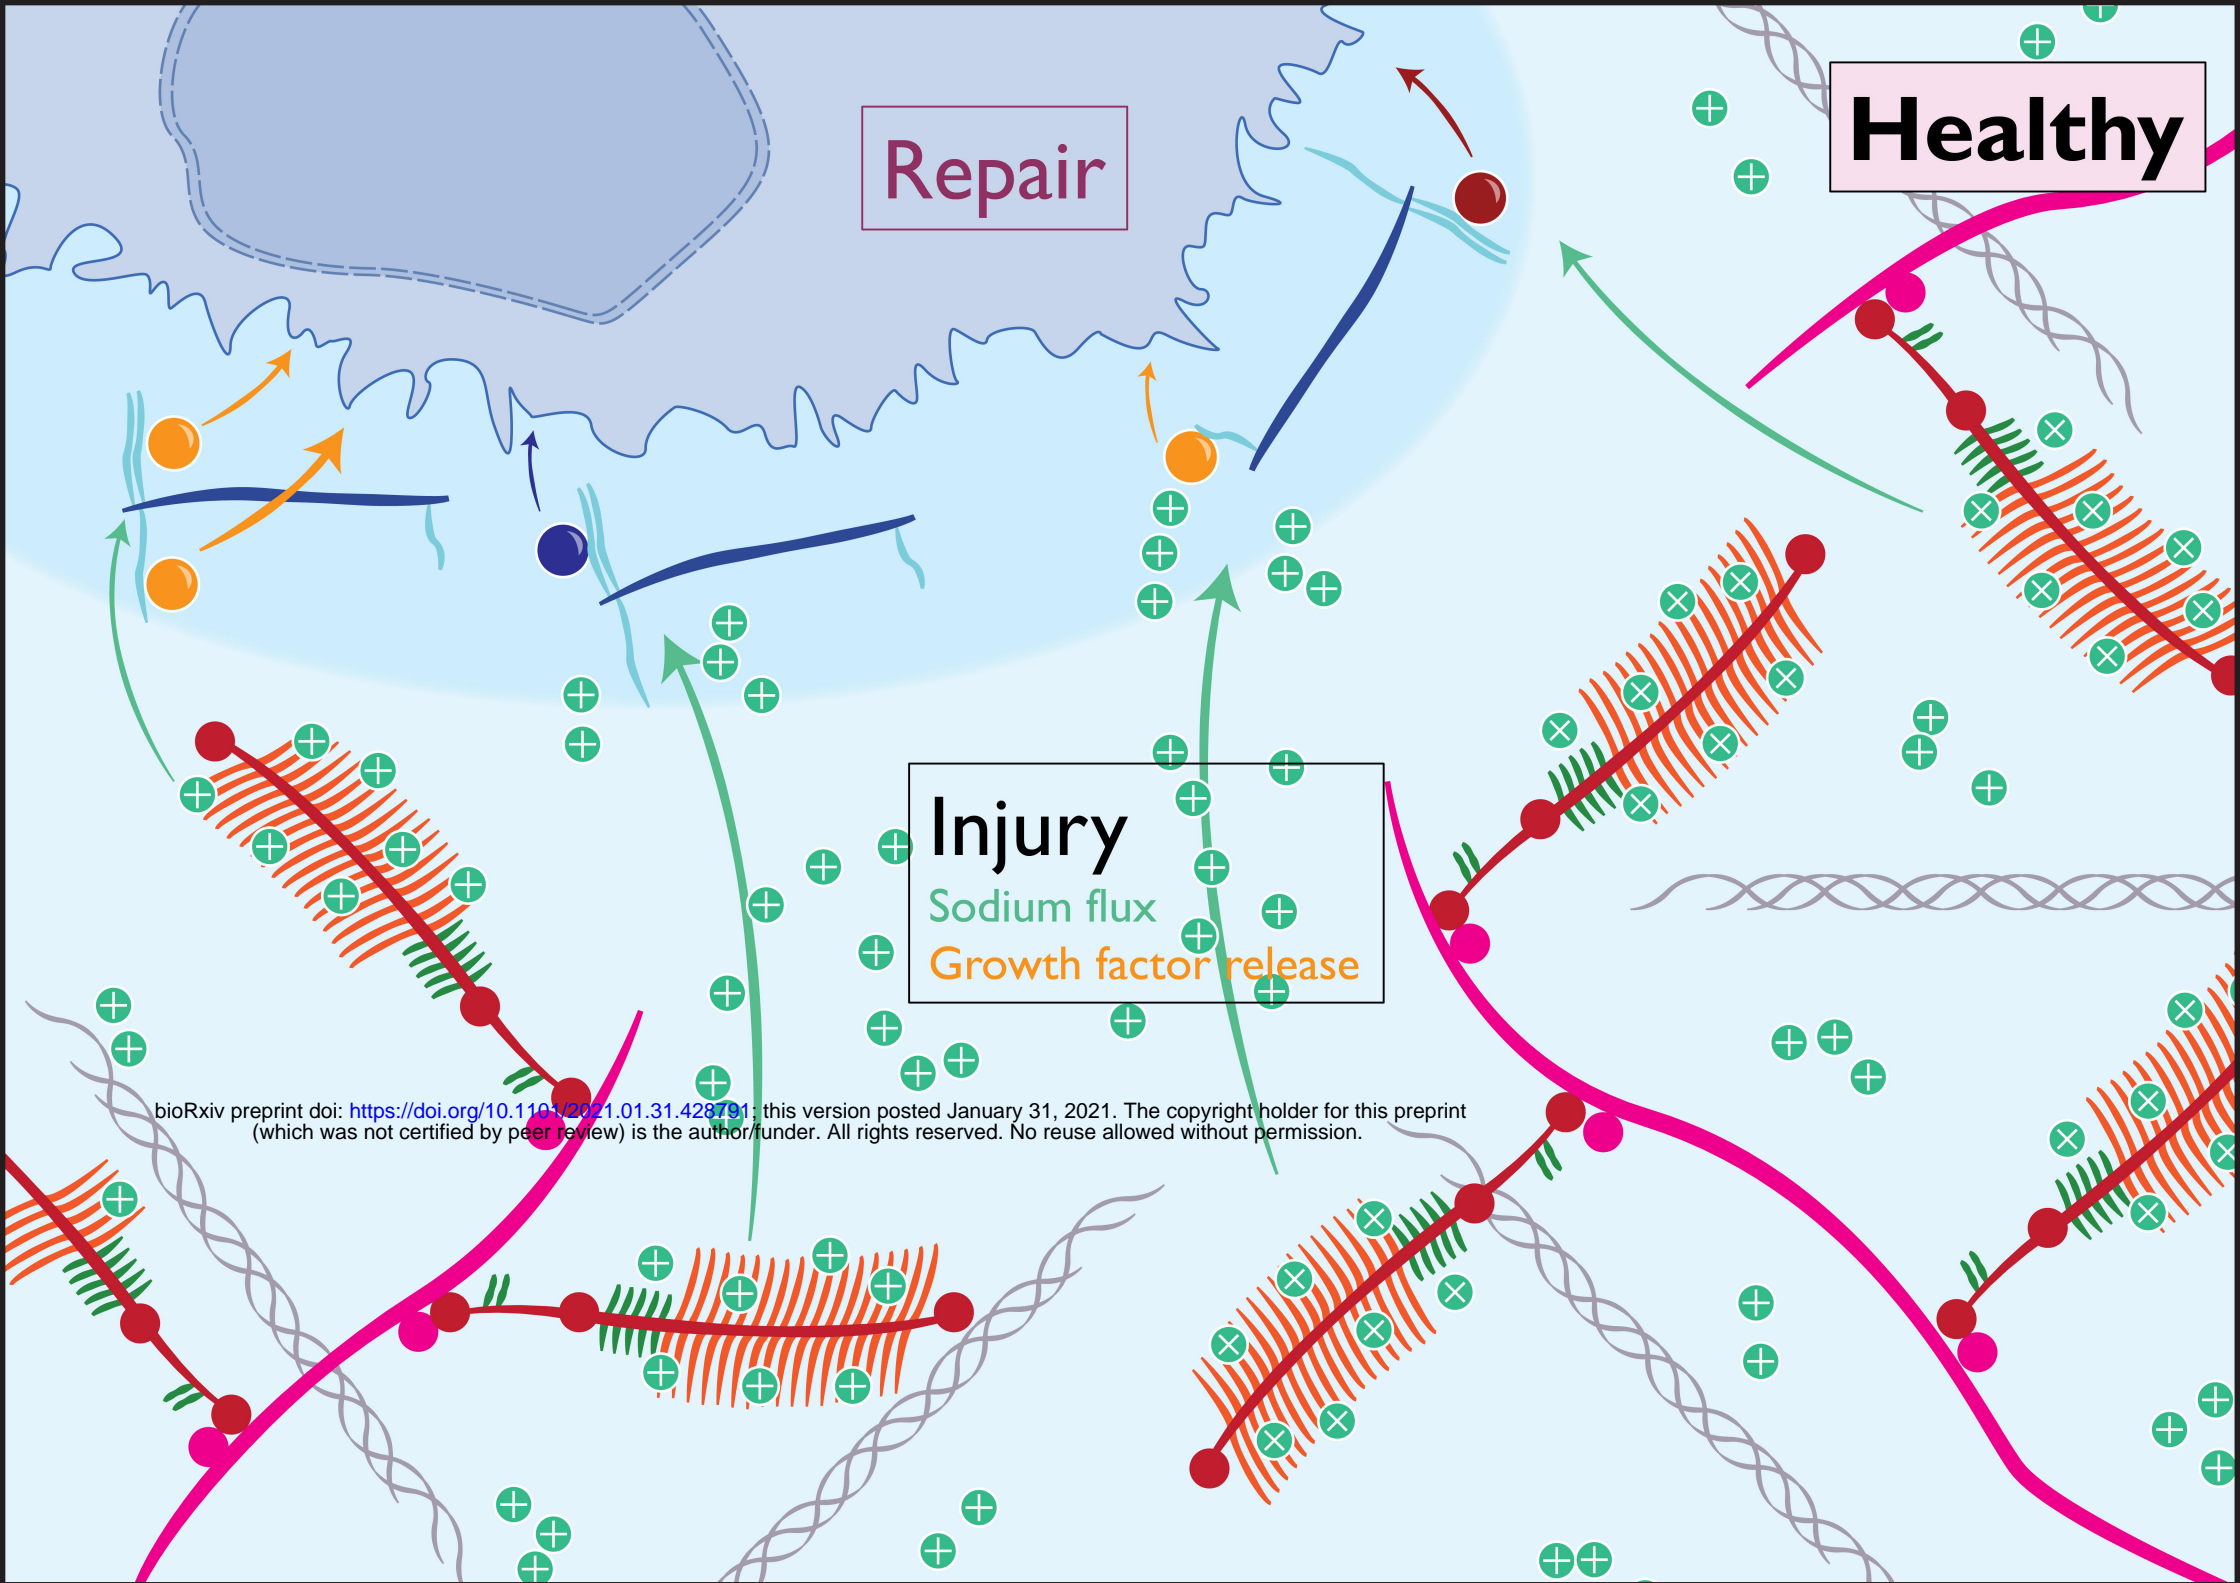 Healthy
Repair
Injury
Sodium flux
Growth factor release
bioRxiv preprint doi: https://doi.org/10.1101/2021.01.31.428791; this version posted January 31, 2021. The copyright holder for this preprint
(which was not certified by peer review) is the author/funder. All rights reserved. No reuse allowed without permission.